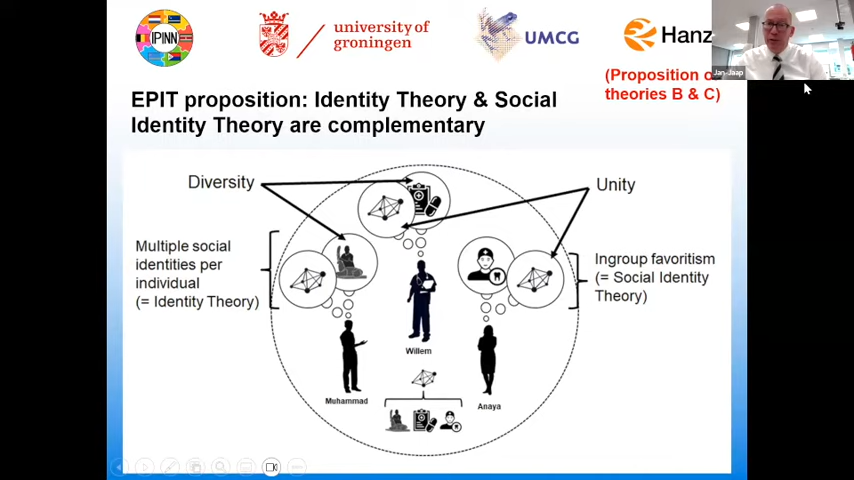 IPINN
university of
groningen
UMCG
Hanz
Jan-Jaap
(Proposition o
theories B & C)
EPIT proposition: Identity Theory & Social
Identity Theory are complementary
Diversity
Unity
Multiple social
identities per
individual
(= Identity Theory)
Ingroup favoritism
(= Social Identity
Theory)
Willem
Muhammad
Anaya